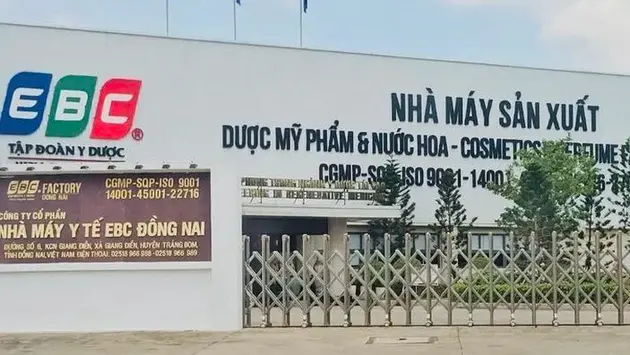 EBC®
TẬP ĐOÀN Y DƯỢC
NHÀ MÁY SẢN XUẤT
DƯỢC MỸ PHẨM & NƯỚC HOA - COSMETICS
CGMP-SQP-ISO 9001-1400
EBC. FACTORY
DONG NAI
CGMP-SQP-ISO 9001
14001-45001-22716
CÔNG TY CỔ PHẦN
NHÀ MÁY Y TẾ EBC ĐỒNG NAI
ĐƯỜNG SỐ 6, KCN GIANG ĐIỀN, XÃ GIANG ĐIỀN, HUYỆN TRẢNG BOM,
TỈNH ĐỒNG NAI, VIỆT NAM. ĐIỆN THOẠI: 02518 966 988 - 02518 966 989